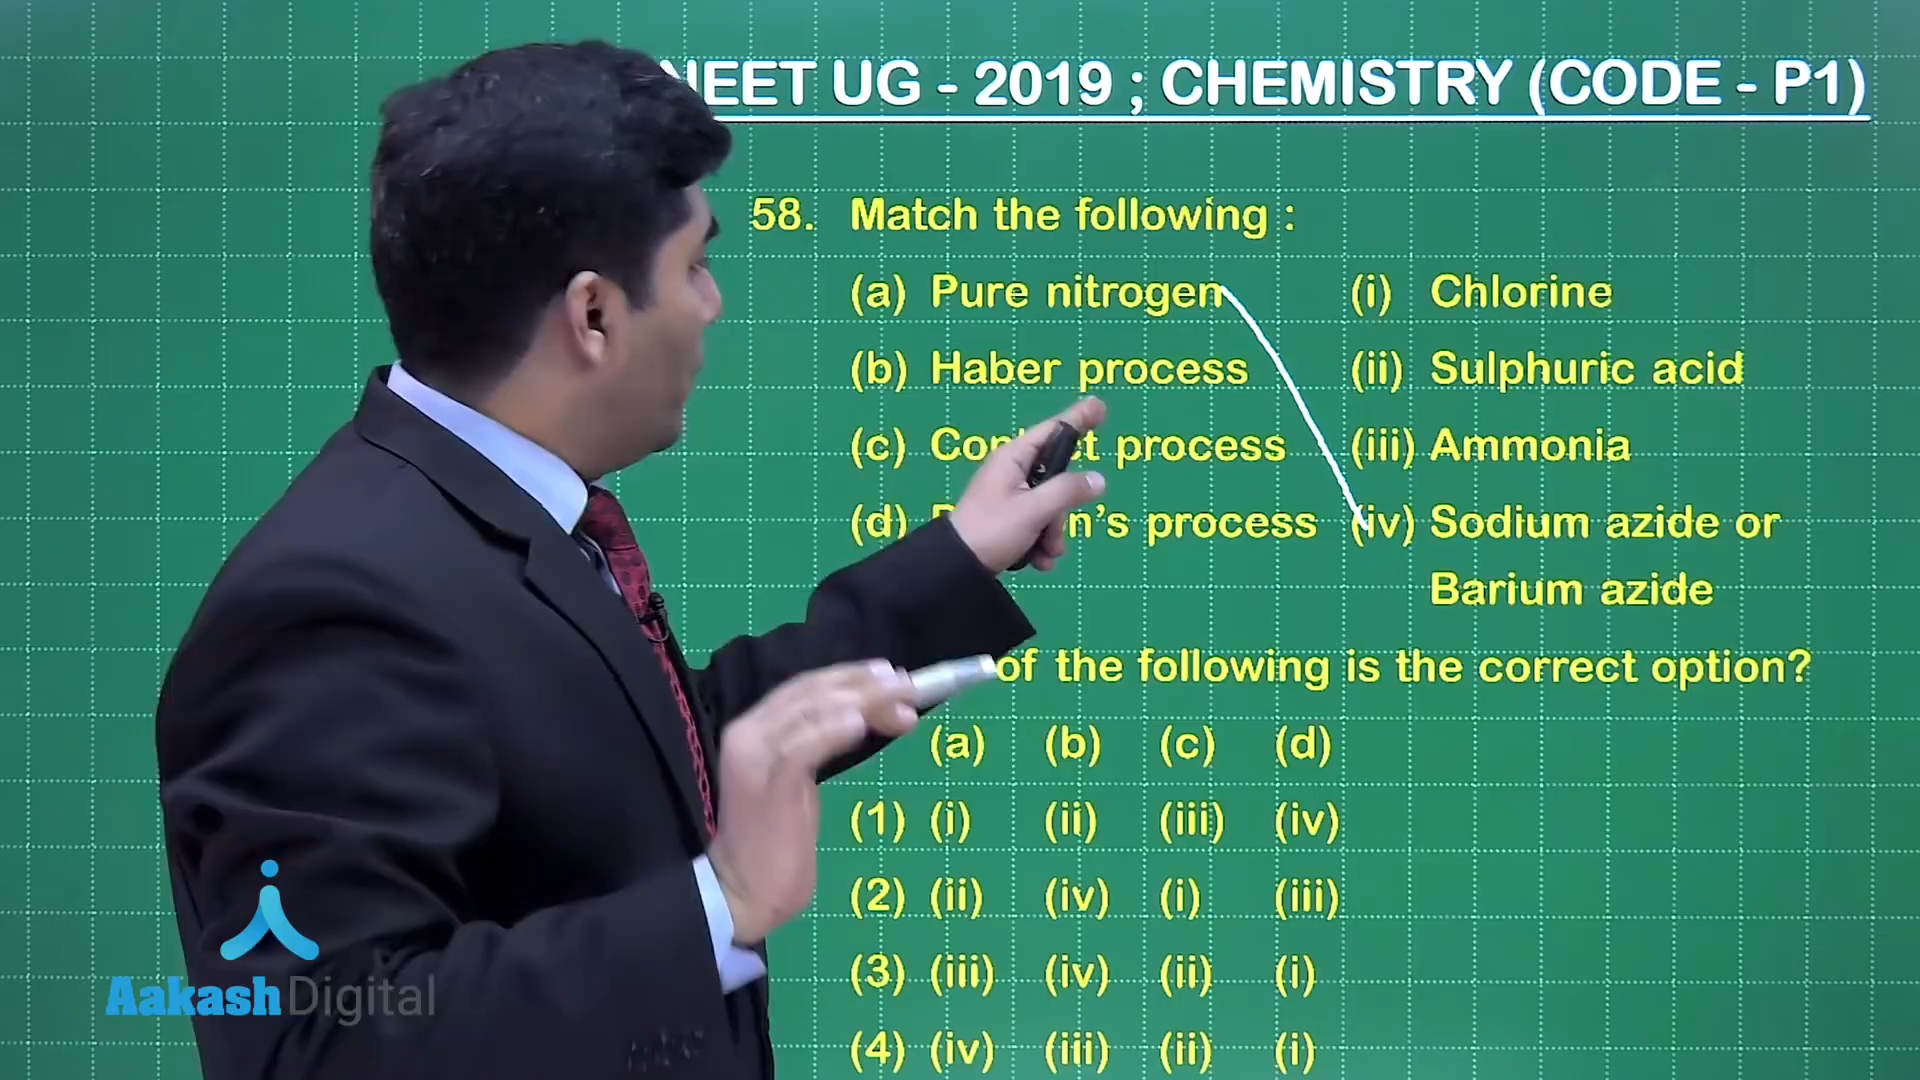 NEET UG - 2019 ; CHEMISTRY (CODE - P1)
58. Match the following :
(a) Pure nitrogen (i) Chlorine
(b) Haber process (ii) Sulphuric acid
(c) process (iii) Ammonia
(d) process (iv) Sodium azide or
Barium azide
of the following is the correct option?
(a) (b) (c) (d)
(1) (i) (ii) (iii) (iv)
(2) (ii) (iv) (i) (iii)
(3) (iii) (iv) (ii) (i)
(4) (iv) (iii) (ii) (i)
Aakash Digital